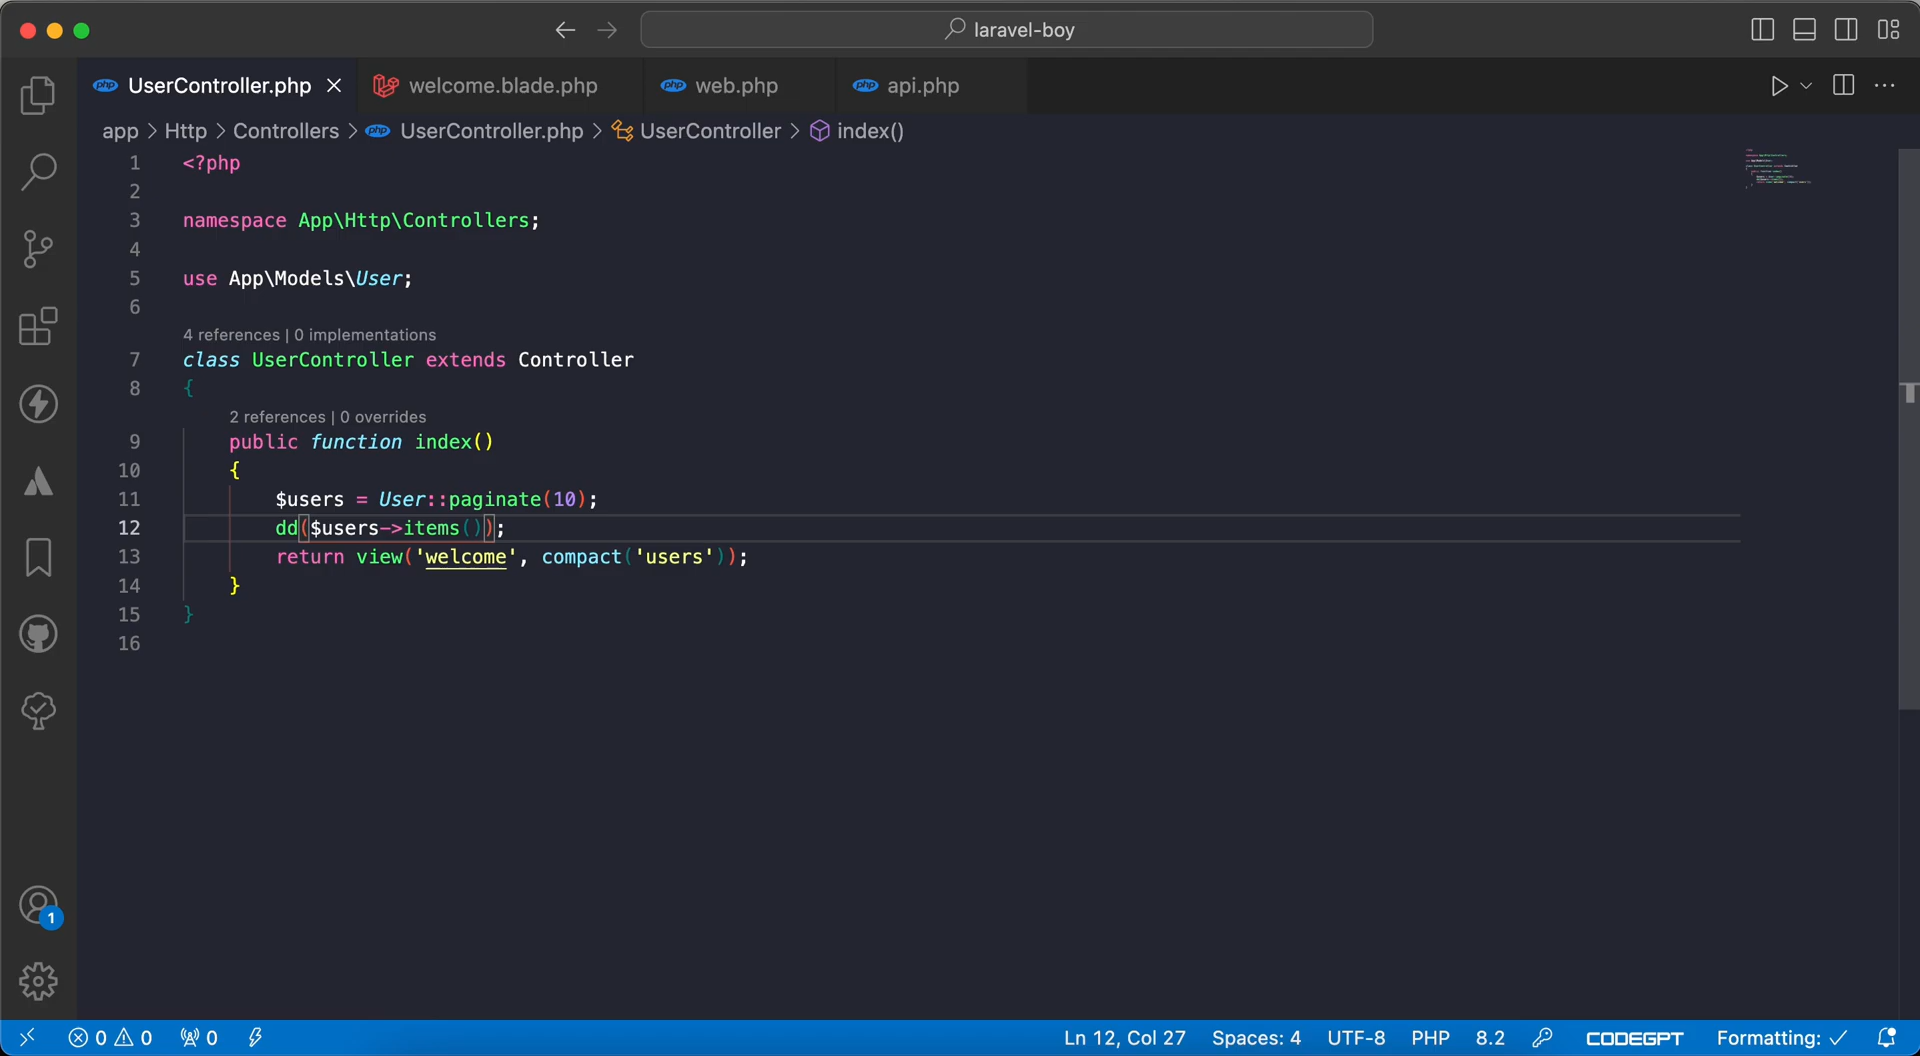 laravel-boy
php UserController.php
welcome.blade.php
php web.php
php api.php
app > Http > Controllers > php UserController.php > UserController > index()
1 <?php
2
3 namespace App\Http\Controllers;
4
5 use App\Models\User;
6
4 references | 0 implementations
7 class UserController extends Controller
8 {
2 references | 0 overrides
9 public function index()
10 {
11 $users = User::paginate(10);
12 dd($users->items());
13 return view('welcome', compact('users'));
14 }
15 }
16
1
0 0 0 Ln 12, Col 27 Spaces: 4 UTF-8 PHP 8.2 CODEGPT Formatting: ✓